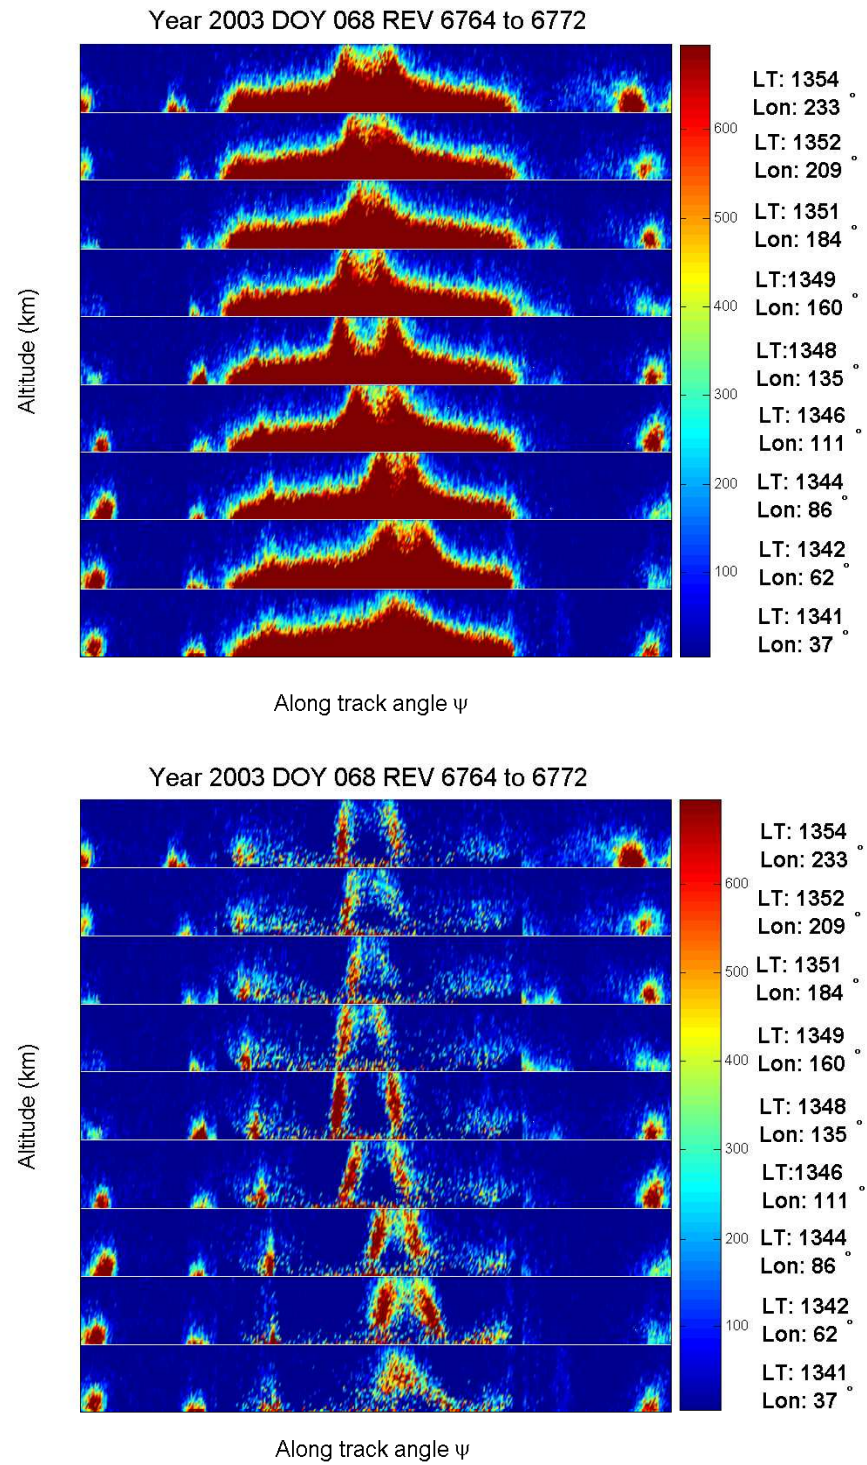 Year 2003 DOY 068 REV 6764 to 6772
Altitude (km)
LT: 1354
Lon: 233 °
LT: 1352
Lon: 209 °
LT: 1351
Lon: 184 °
LT:1349
Lon: 160 °
LT:1348
Lon: 135 °
LT: 1346
Lon: 111 °
LT: 1344
Lon: 86 °
LT: 1342
Lon: 62 °
LT: 1341
Lon: 37 °
600
500
400
300
200
100
Along track angle ψ
Year 2003 DOY 068 REV 6764 to 6772
Altitude (km)
LT: 1354
Lon: 233 °
LT: 1352
Lon: 209 °
LT: 1351
Lon: 184 °
LT: 1349
Lon: 160 °
LT: 1348
Lon: 135 °
LT:1346
Lon: 111 °
LT: 1344
Lon: 86 °
LT: 1342
Lon: 62 °
LT: 1341
Lon: 37 °
600
500
400
300
200
100
Along track angle ψ